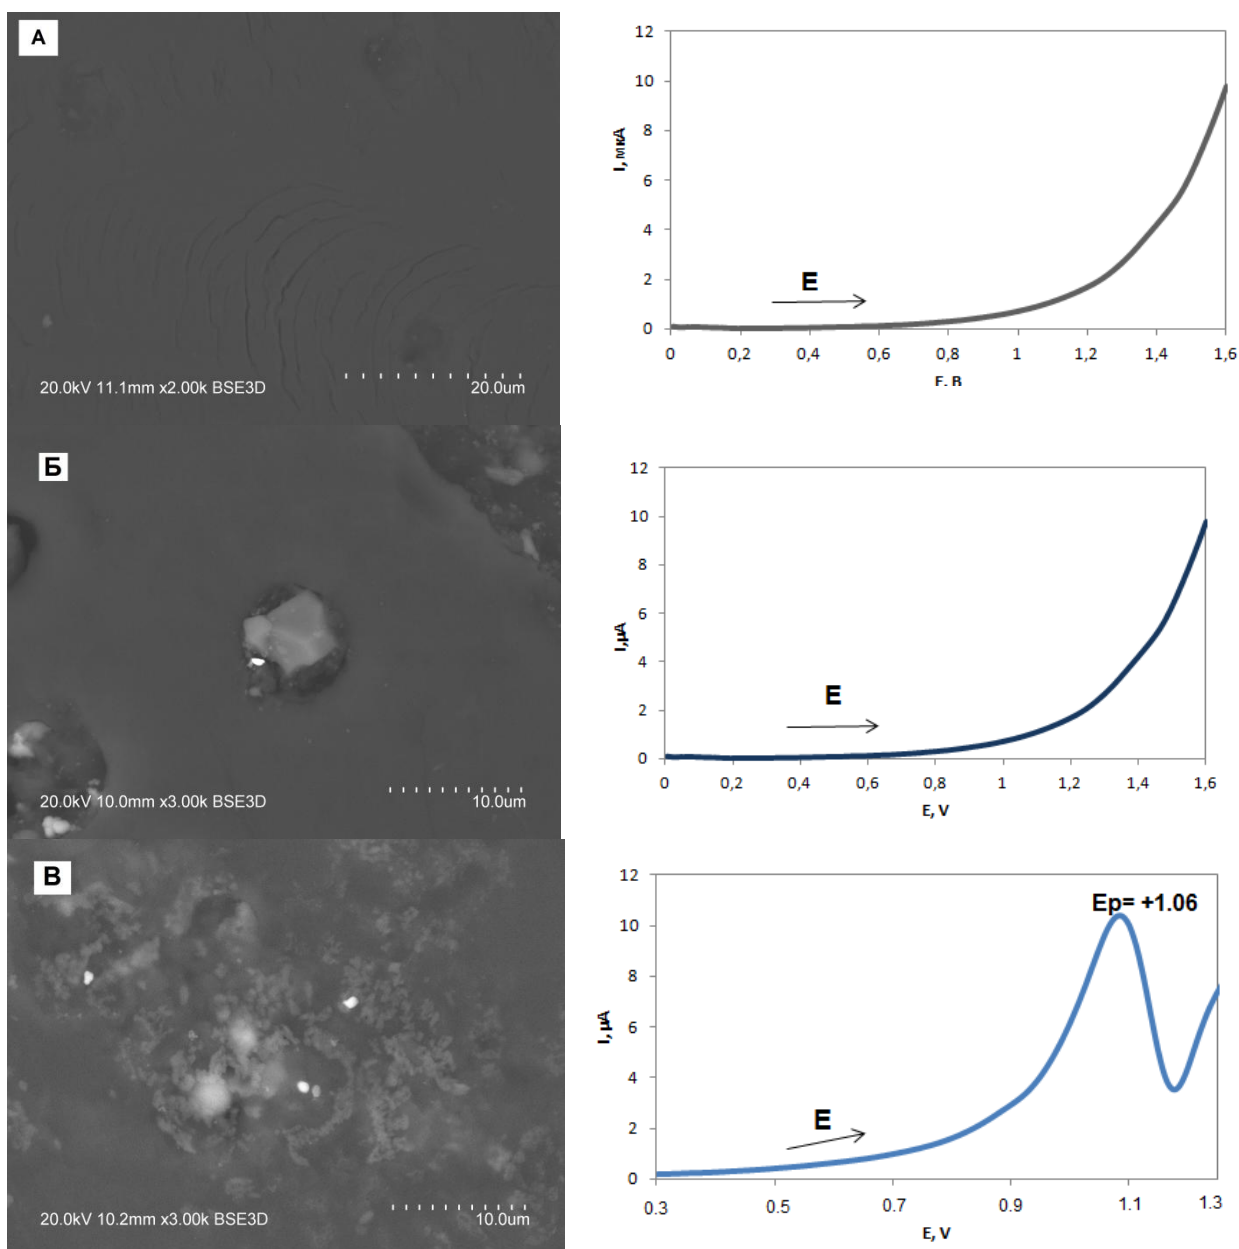 А
20.0kV 11.1mm x2.00k BSE3D
20.0um
12
10
8
6
4
2
0
I, мкА
E
0
0,2
0,4
0,6
0,8
1
1,2
1,4
1,6
E, В
Б
20.0kV 10.0mm x3.00k BSE3D
10.0um
12
10
8
6
4
2
0
I,µA
E
0
0,2
0,4
0,6
0,8
1
1,2
1,4
1,6
E, V
В
20.0kV 10.2mm x3.00k BSE3D
10.0um
12
10
8
6
4
2
0
I, µA
Ep= +1.06
E
0.3
0.5
0.7
0.9
1.1
1.3
E, V